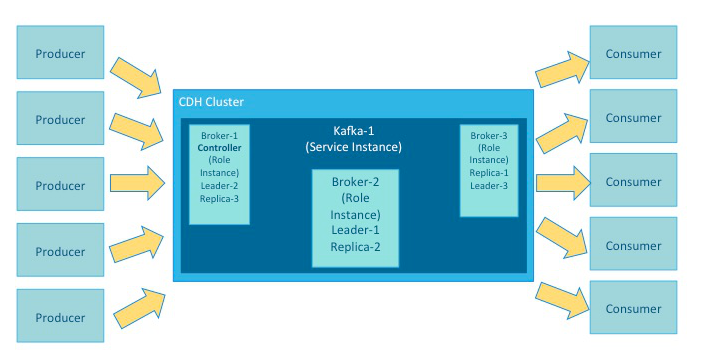 Producer
Producer
Producer
Producer
Producer
CDH Cluster
Kafka-1
(Service Instance)
Broker-1
Controller
(Role
Instance)
Leader-2
Replica-3
Broker-2
(Role
Instance)
Leader-1
Replica-2
Broker-3
(Role
Instance)
Replica-1
Leader-3
Consumer
Consumer
Consumer
Consumer
Consumer